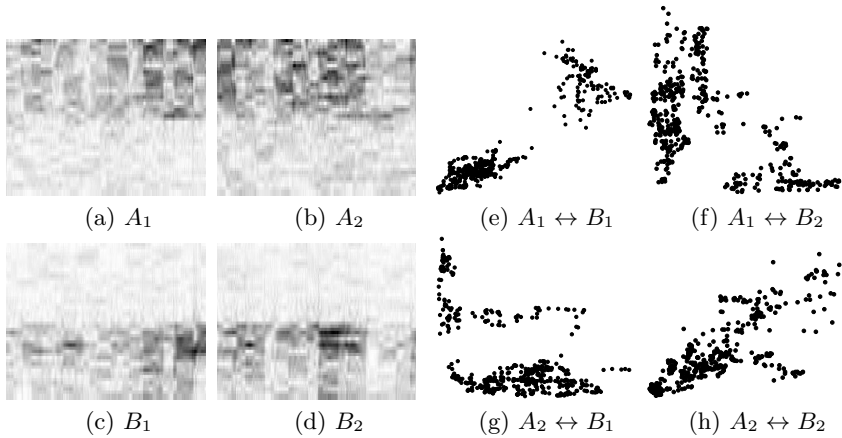 (a) A₁ (b) A₂ (e) A₁ ↔ B₁ (f) A₁ ↔ B₂
(c) B₁ (d) B₂ (g) A₂ ↔ B₁ (h) A₂ ↔ B₂